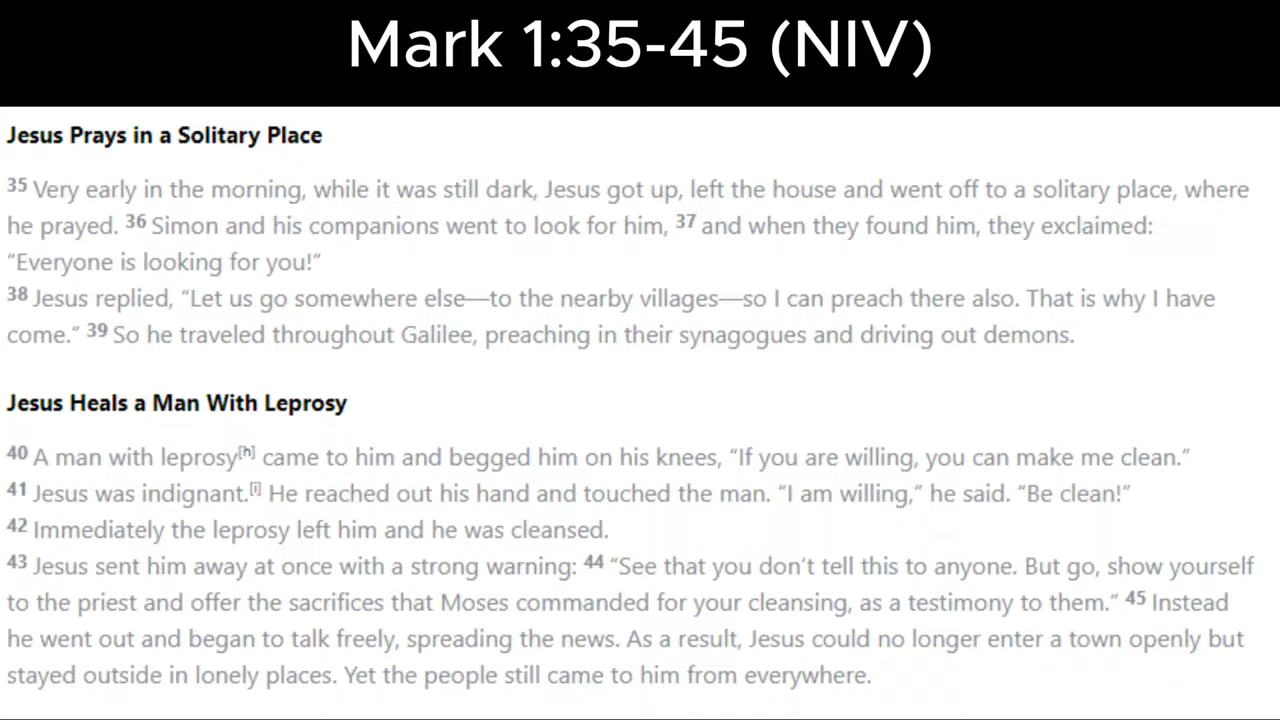 Mark 1:35-45 (NIV)
Jesus Prays in a Solitary Place
35 Very early in the morning, while it was still dark, Jesus got up, left the house and went off to a solitary place, where
he prayed. 36 Simon and his companions went to look for him, 37 and when they found him, they exclaimed:
“Everyone is looking for you!”
38 Jesus replied, “Let us go somewhere else—to the nearby villages—so I can preach there also. That is why I have
come.” 39 So he traveled throughout Galilee, preaching in their synagogues and driving out demons.
Jesus Heals a Man With Leprosy
40 A man with leprosy[h] came to him and begged him on his knees, “If you are willing, you can make me clean.”
41 Jesus was indignant.[i] He reached out his hand and touched the man. “I am willing,” he said. “Be clean!”
42 Immediately the leprosy left him and he was cleansed.
43 Jesus sent him away at once with a strong warning: 44 “See that you don’t tell this to anyone. But go, show yourself
to the priest and offer the sacrifices that Moses commanded for your cleansing, as a testimony to them.” 45 Instead
he went out and began to talk freely, spreading the news. As a result, Jesus could no longer enter a town openly but
stayed outside in lonely places. Yet the people still came to him from everywhere.